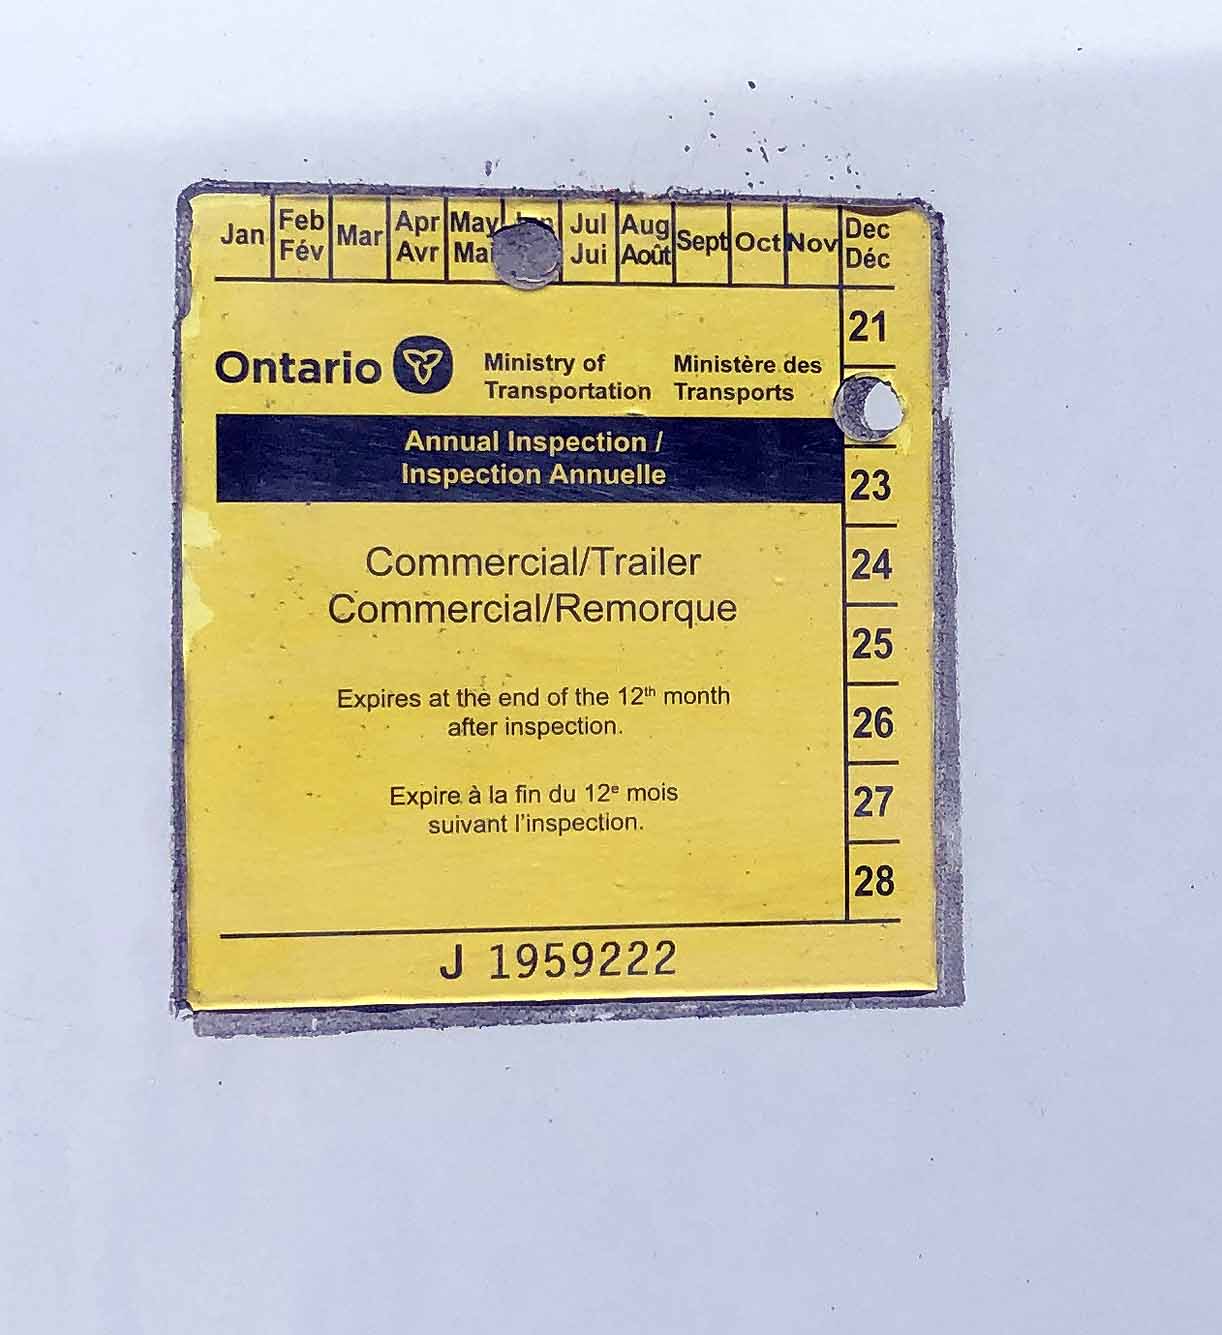 Jan Feb Mar Apr May Jul Aug Sept Oct Nov Dec
Fév Avr Mai Jui Août Déc
21
Ontario Ministry of Ministère des
Transportation Transports
Annual Inspection /
Inspection Annuelle
23
Commercial/Trailer
24
Commercial/Remorque
25
Expires at the end of the 12th month
after inspection.
26
Expire à la fin du 12e mois
suivant l'inspection.
27
28
J 1959222